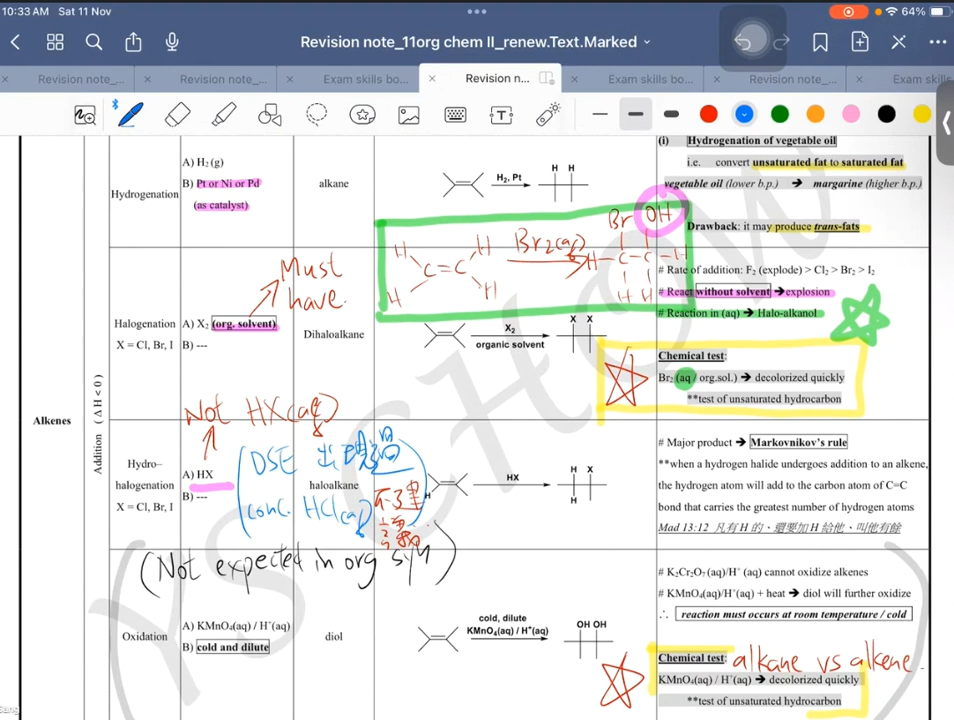 10:33 AM Sat 11 Nov
64%
Revision note_11org chem II_renew.Text.Marked
Revision note_...
Revision note_...
Exam skills bo...
Revision n...
Exam skills bo...
Revision note_...
Exam skills
Alkenes
Addition ( ΔH < 0 )
Hydrogenation
A) H₂ (g)
B) Pt or Ni or Pd
(as catalyst)
alkane
H₂, Pt
H H
(i) Hydrogenation of vegetable oil
i.e. convert unsaturated fat to saturated fat
vegetable oil (lower b.p.) ➔ margarine (higher b.p.)
Drawback: it may produce trans-fats
H H
C=C
H H
Br₂(aq)
Br OH
H-C-C-H
H H
Must
have
Halogenation
X = Cl, Br, I
A) X₂ (org. solvent)
B) ---
Dihaloalkane
X₂
organic solvent
X X
# Rate of addition: F₂ (explode) > Cl₂ > Br₂ > I₂
# React without solvent ➔ explosion
# Reaction in (aq) ➔ Halo-alkanol
Chemical test:
Br₂ (aq / org.sol.) ➔ decolorized quickly
**test of unsaturated hydrocarbon
Not HX(aq)
Hydro–
halogenation
X = Cl, Br, I
A) HX
B) ---
(DSE 出現過
conc. HCl(aq))
不建
議
haloalkane
H
HX
H X
H
# Major product ➔ Markovnikov's rule
**when a hydrogen halide undergoes addition to an alkene,
the hydrogen atom will add to the carbon atom of C=C
bond that carries the greatest number of hydrogen atoms
Mad 13:12 凡有 H 的、還要加 H 給他、叫他有餘
(Not expected in org syn)
Oxidation
A) KMnO₄(aq) / H⁺(aq)
B) cold and dilute
diol
cold, dilute
KMnO₄(aq) / H⁺(aq)
OH OH
# K₂Cr₂O₇ (aq)/H⁺ (aq) cannot oxidize alkenes
# KMnO₄(aq)/H⁺(aq) + heat ➔ diol will further oxidize
∴ reaction must occurs at room temperature / cold
Chemical test: alkane vs alkene.
KMnO₄(aq) / H⁺(aq) ➔ decolorized quickly
**test of unsaturated hydrocarbon
YS CHOW